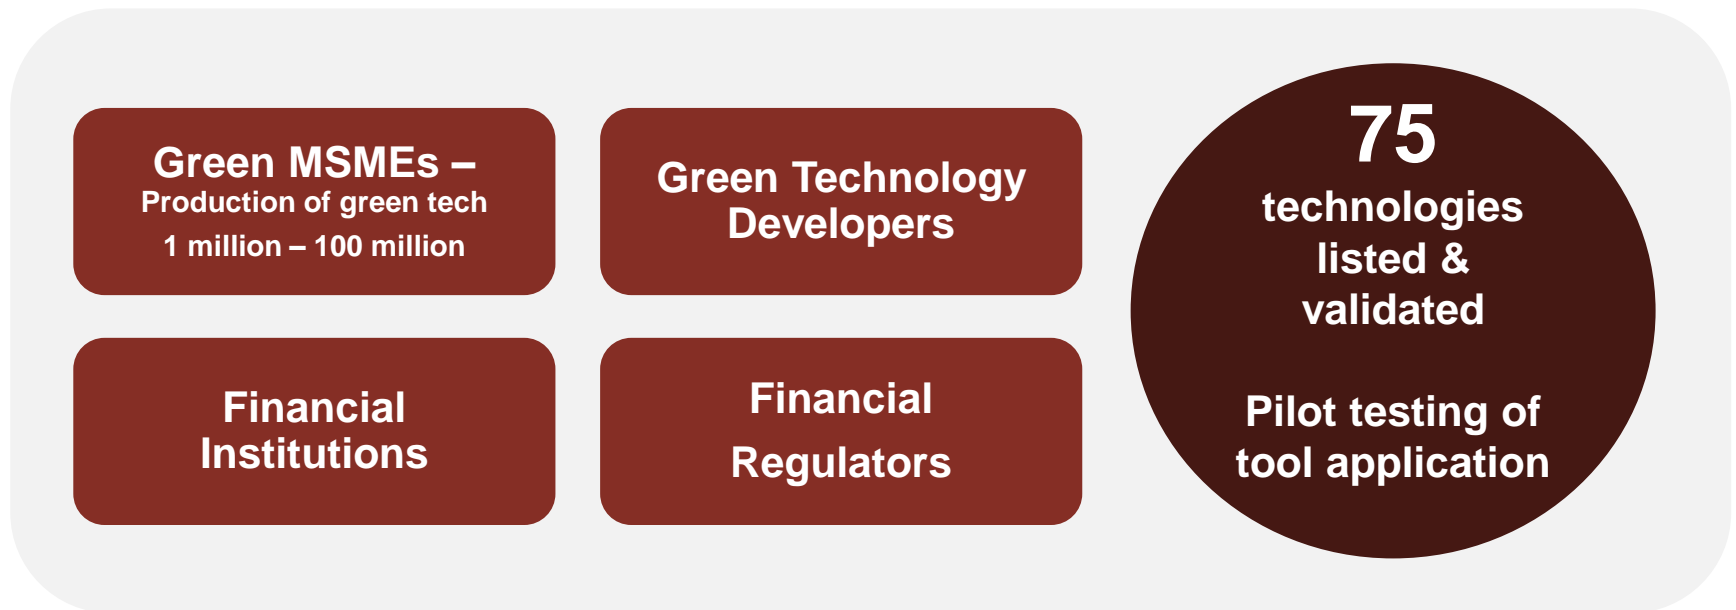 Green MSMEs –
Production of green tech
1 million – 100 million
Green Technology
Developers
Financial
Institutions
Financial
Regulators
75
technologies
listed &
validated
Pilot testing of
tool application